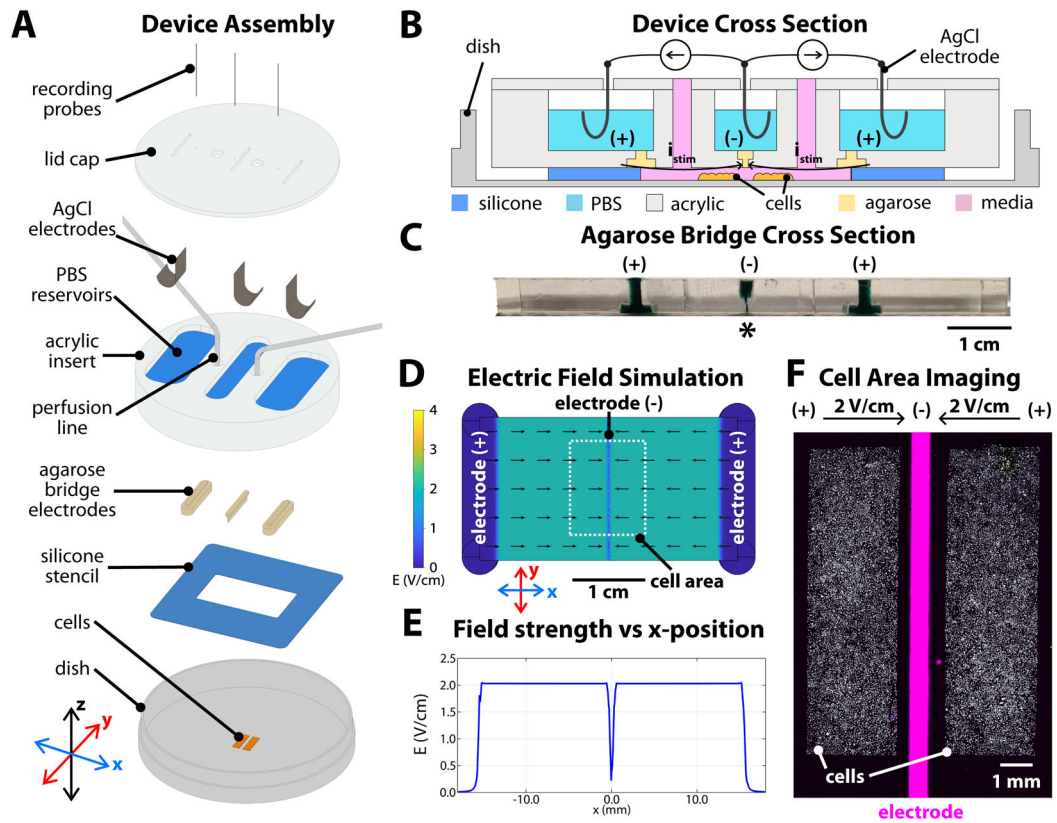 A Device Assembly
recording
probes
lid cap
AgCl
electrodes
PBS
reservoirs
acrylic
insert
perfusion
line
agarose
bridge
electrodes
silicone
stencil
cells
dish
z
y
x
B Device Cross Section
dish
AgCl
electrode
(+) (-) (+)
istim istim
silicone PBS acrylic cells agarose media
C Agarose Bridge Cross Section
(+) (-) (+)
*
1 cm
D Electric Field Simulation
electrode (-)
4
3
2
1
0
E (V/cm)
electrode (+)
electrode (+)
y
x
1 cm
cell area
E Field strength vs x-position
2.5
2.0
1.5
1.0
0.5
0.0
E (V/cm)
-10.0 0 10.0
x (mm)
F Cell Area Imaging
(+) 2 V/cm (-) 2 V/cm (+)
cells
1 mm
electrode